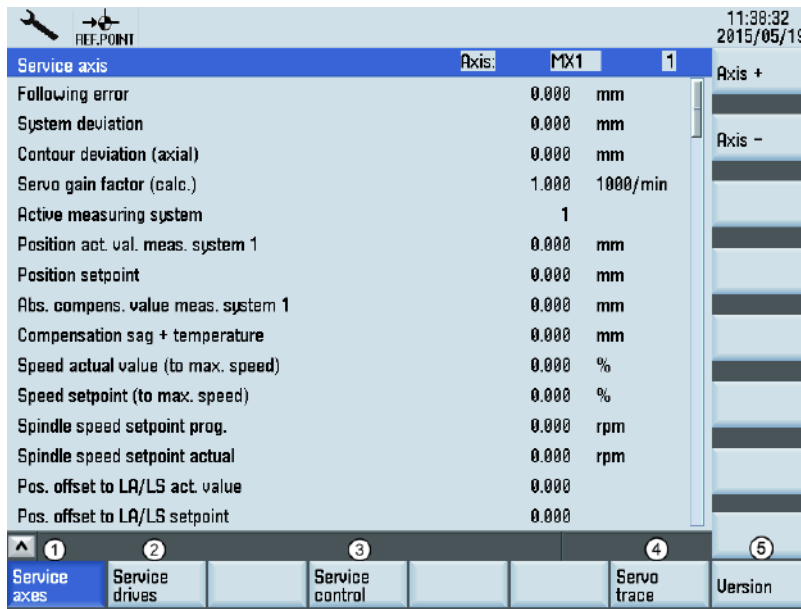 11:38:32
REF.POINT 2015/05/19
Service axis Axis: MX1 1
Axis +
Following error 0.000 mm
System deviation 0.000 mm
Axis -
Contour deviation (axial) 0.000 mm
Servo gain factor (calc.) 1.000 1000/min
Active measuring system 1
Position act. val. meas. system 1 0.000 mm
Position setpoint 0.000 mm
Abs. compens. value meas. system 1 0.000 mm
Compensation sag + temperature 0.000 mm
Speed actual value (to max. speed) 0.000 %
Speed setpoint (to max. speed) 0.000 %
Spindle speed setpoint prog. 0.000 rpm
Spindle speed setpoint actual 0.000 rpm
Pos. offset to LA/LS act. value 0.000
Pos. offset to LA/LS setpoint 0.000
1 2 3 4 5
Service axes
Service drives
Service control
Servo trace
Version